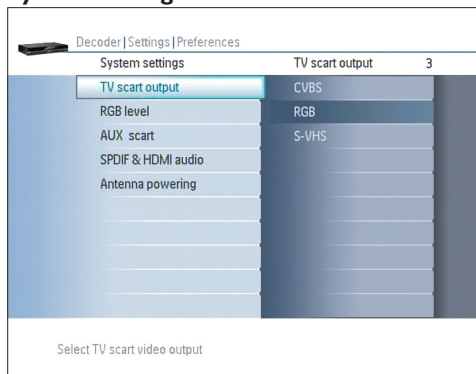 Decoder|Settings|Preferences
System settings TV scart output 3
TV scart output CVBS
RGB level RGB
AUX scart S-VHS
SPDIF & HDMI audio
Antenna powering
Select TV scart video output